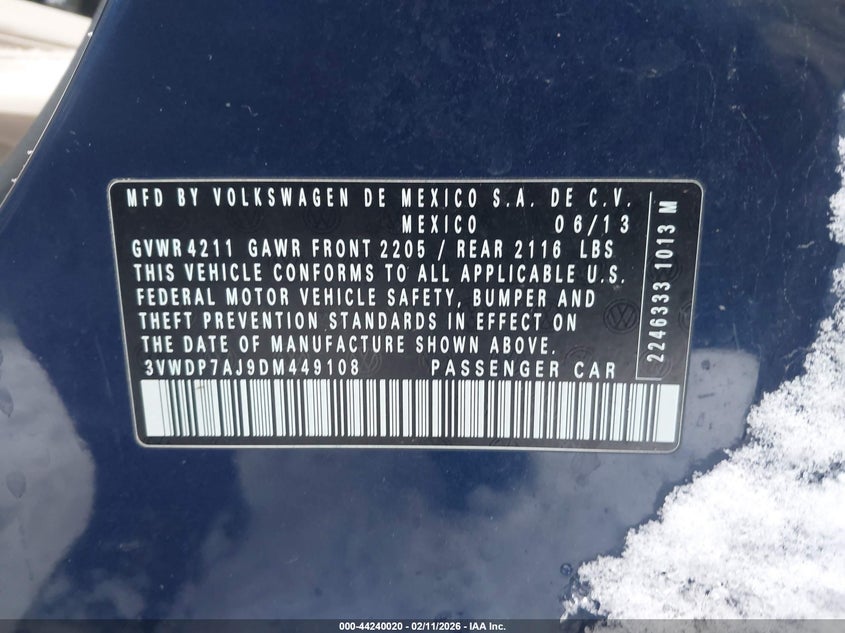 MFD BY VOLKSWAGEN DE MEXICO S.A. DE C.V.
MEXICO 06/13
GVWR 4211 GAWR FRONT 2205 / REAR 2116 LBS
THIS VEHICLE CONFORMS TO ALL APPLICABLE U.S.
FEDERAL MOTOR VEHICLE SAFETY, BUMPER AND
THEFT PREVENTION STANDARDS IN EFFECT ON
THE DATE OF MANUFACTURE SHOWN ABOVE.
3VWDP7AJ9DM449108 PASSENGER CAR
2246333 1013 M
000-44240020 - 02/11/2026 - IAA Inc.